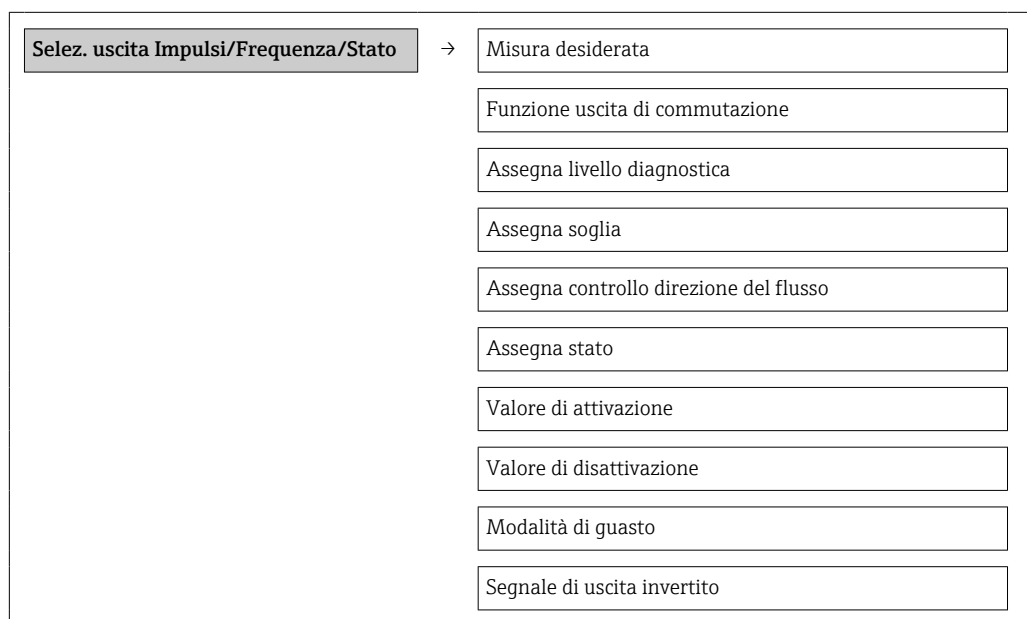 Selez. uscita Impulsi/Frequenza/Stato → Misura desiderata
Funzione uscita di commutazione
Assegna livello diagnostica
Assegna soglia
Assegna controllo direzione del flusso
Assegna stato
Valore di attivazione
Valore di disattivazione
Modalità di guasto
Segnale di uscita invertito